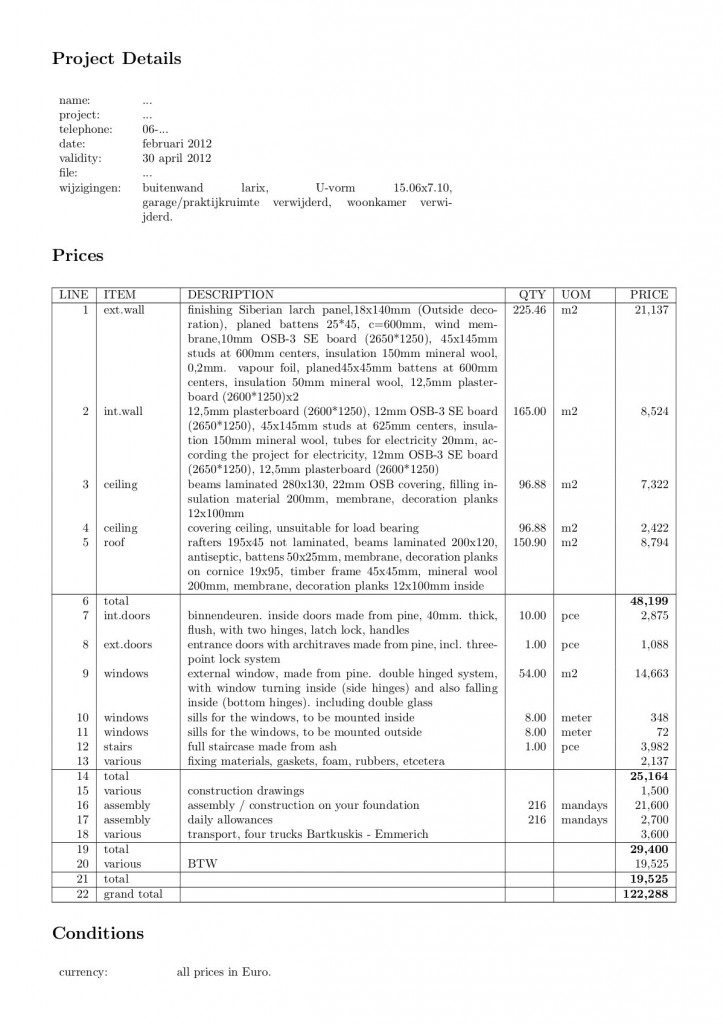 Project Details
name: ...
project: ...
telephone: 06-...
date: februari 2012
validity: 30 april 2012
file: ...
wijzigingen: buitenwand larix, U-vorm 15.06x7.10,
garage/praktijkruimte verwijderd, woonkamer verwi-
jderd.
Prices
LINE ITEM DESCRIPTION QTY UOM PRICE
1 ext.wall finishing Siberian larch panel,18x140mm (Outside deco- 225.46 m2 21,137
ration), planed battens 25*45, c=600mm, wind mem-
brane,10mm OSB-3 SE board (2650*1250), 45x145mm
studs at 600mm centers, insulation 150mm mineral wool,
0,2mm. vapour foil, planed45x45mm battens at 600mm
centers, insulation 50mm mineral wool, 12,5mm plaster-
board (2600*1250)x2
2 int.wall 12,5mm plasterboard (2600*1250), 12mm OSB-3 SE board 165.00 m2 8,524
(2650*1250), 45x145mm studs at 625mm centers, insula-
tion 150mm mineral wool, tubes for electricity 20mm, ac-
cording the project for electricity, 12mm OSB-3 SE board
(2650*1250), 12,5mm plasterboard (2600*1250)
3 ceiling beams laminated 280x130, 22mm OSB covering, filling in- 96.88 m2 7,322
sulation material 200mm, membrane, decoration planks
12x100mm
4 ceiling covering ceiling, unsuitable for load bearing 96.88 m2 2,422
5 roof rafters 195x45 not laminated, beams laminated 200x120, 150.90 m2 8,794
antiseptic, battens 50x25mm, membrane, decoration planks
on cornice 19x95, timber frame 45x45mm, mineral wool
200mm, membrane, decoration planks 12x100mm inside
6 total 48,199
7 int.doors binnendeuren. inside doors made from pine, 40mm. thick, 10.00 pce 2,875
flush, with two hinges, latch lock, handles
8 ext.doors entrance doors with architraves made from pine, incl. three- 1.00 pce 1,088
point lock system
9 windows external window, made from pine. double hinged system, 54.00 m2 14,663
with window turning inside (side hinges) and also falling
inside (bottom hinges). including double glass
10 windows sills for the windows, to be mounted inside 8.00 meter 348
11 windows sills for the windows, to be mounted outside 8.00 meter 72
12 stairs full staircase made from ash 1.00 pce 3,982
13 various fixing materials, gaskets, foam, rubbers, etcetera 2,137
14 total 25,164
15 various construction drawings 1,500
16 assembly assembly / construction on your foundation 216 mandays 21,600
17 assembly daily allowances 216 mandays 2,700
18 various transport, four trucks Bartkuskis - Emmerich 3,600
19 total 29,400
20 various BTW 19,525
21 total 19,525
22 grand total 122,288
Conditions
currency: all prices in Euro.